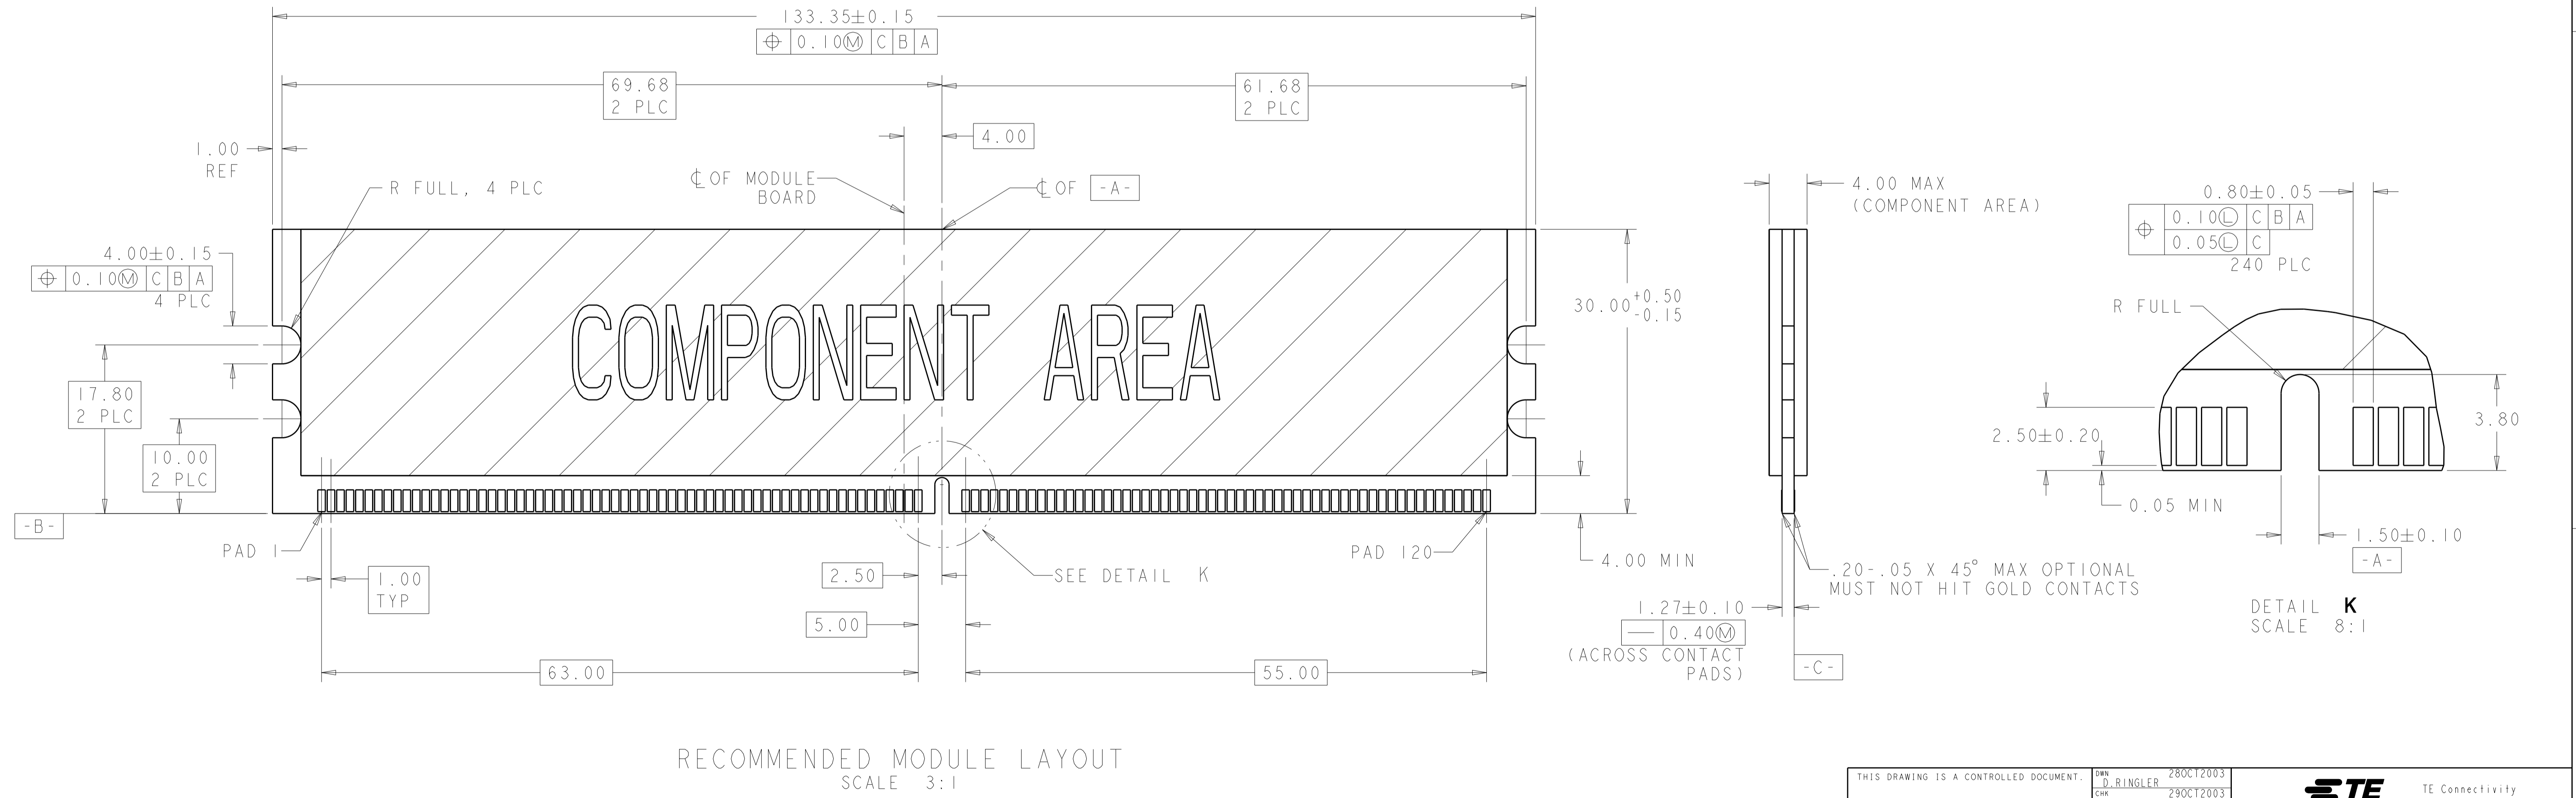 133.35±0.15
⌖ 0.10Ⓜ C B A
69.68
2 PLC
61.68
2 PLC
4.00
1.00
REF
R FULL, 4 PLC
℄ OF MODULE
BOARD
℄ OF -A-
4.00±0.15
⌖ 0.10Ⓜ C B A
4 PLC
17.80
2 PLC
10.00
2 PLC
-B-
COMPONENT AREA
30.00 +0.50
-0.15
PAD 1
1.00
TYP
2.50
5.00
SEE DETAIL K
PAD 120
4.00 MIN
63.00
55.00
4.00 MAX
(COMPONENT AREA)
.20-.05 X 45° MAX OPTIONAL
MUST NOT HIT GOLD CONTACTS
1.27±0.10
— 0.40Ⓜ
(ACROSS CONTACT
PADS)
-C-
0.80±0.05
⌖ 0.10Ⓛ C B A
0.05Ⓛ C
240 PLC
R FULL
2.50±0.20
3.80
0.05 MIN
1.50±0.10
-A-
DETAIL K
SCALE 8:1
RECOMMENDED MODULE LAYOUT
SCALE 3:1
THIS DRAWING IS A CONTROLLED DOCUMENT.
DWN 28OCT2003
D.RINGLER
CHK 29OCT2003
TE
TE Connectivity